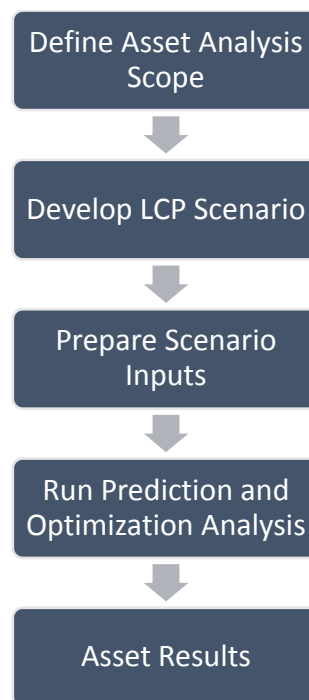 Define Asset Analysis
Scope
Develop LCP Scenario
Prepare Scenario
Inputs
Run Prediction and
Optimization Analysis
Asset Results